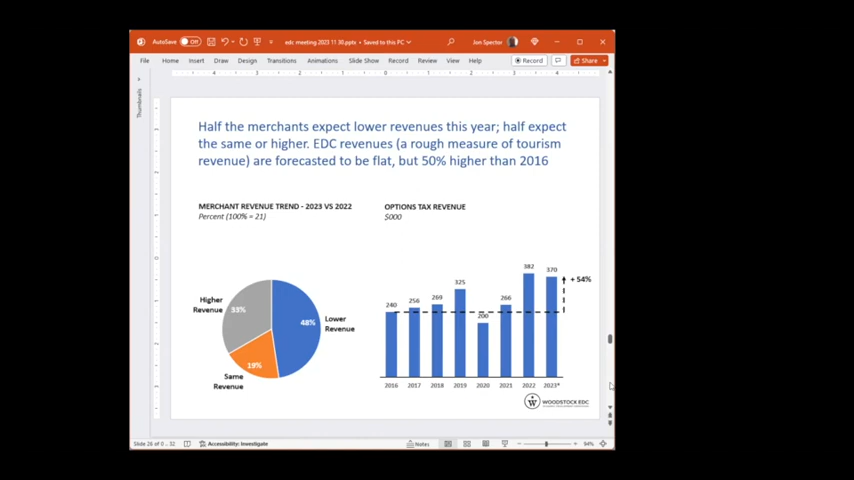 AutoSave Off edc meeting 2023 11 30.pptx • Saved to this PC Jon Spector
File Home Insert Draw Design Transitions Animations Slide Show Record Review View Help Record Share
Thumbnails
Half the merchants expect lower revenues this year; half expect
the same or higher. EDC revenues (a rough measure of tourism
revenue) are forecasted to be flat, but 50% higher than 2016
MERCHANT REVENUE TREND - 2023 VS 2022
Percent (100% = 21)
Higher
Revenue
33%
48%
Lower
Revenue
19%
Same
Revenue
OPTIONS TAX REVENUE
$000
240 256 269 325 200 266 382 370
+ 54%
2016 2017 2018 2019 2020 2021 2022 2023*
WOODSTOCK EDC
Slide 26 of 0 .. 32 Accessibility: Investigate Notes 94%